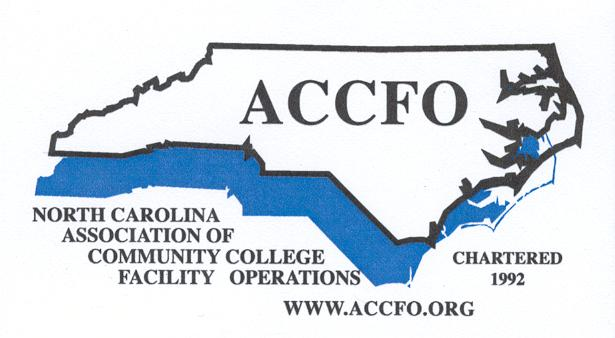 ACCFO
NORTH CAROLINA
ASSOCIATION OF
COMMUNITY COLLEGE
FACILITY OPERATIONS
CHARTERED
1992
WWW.ACCFO.ORG